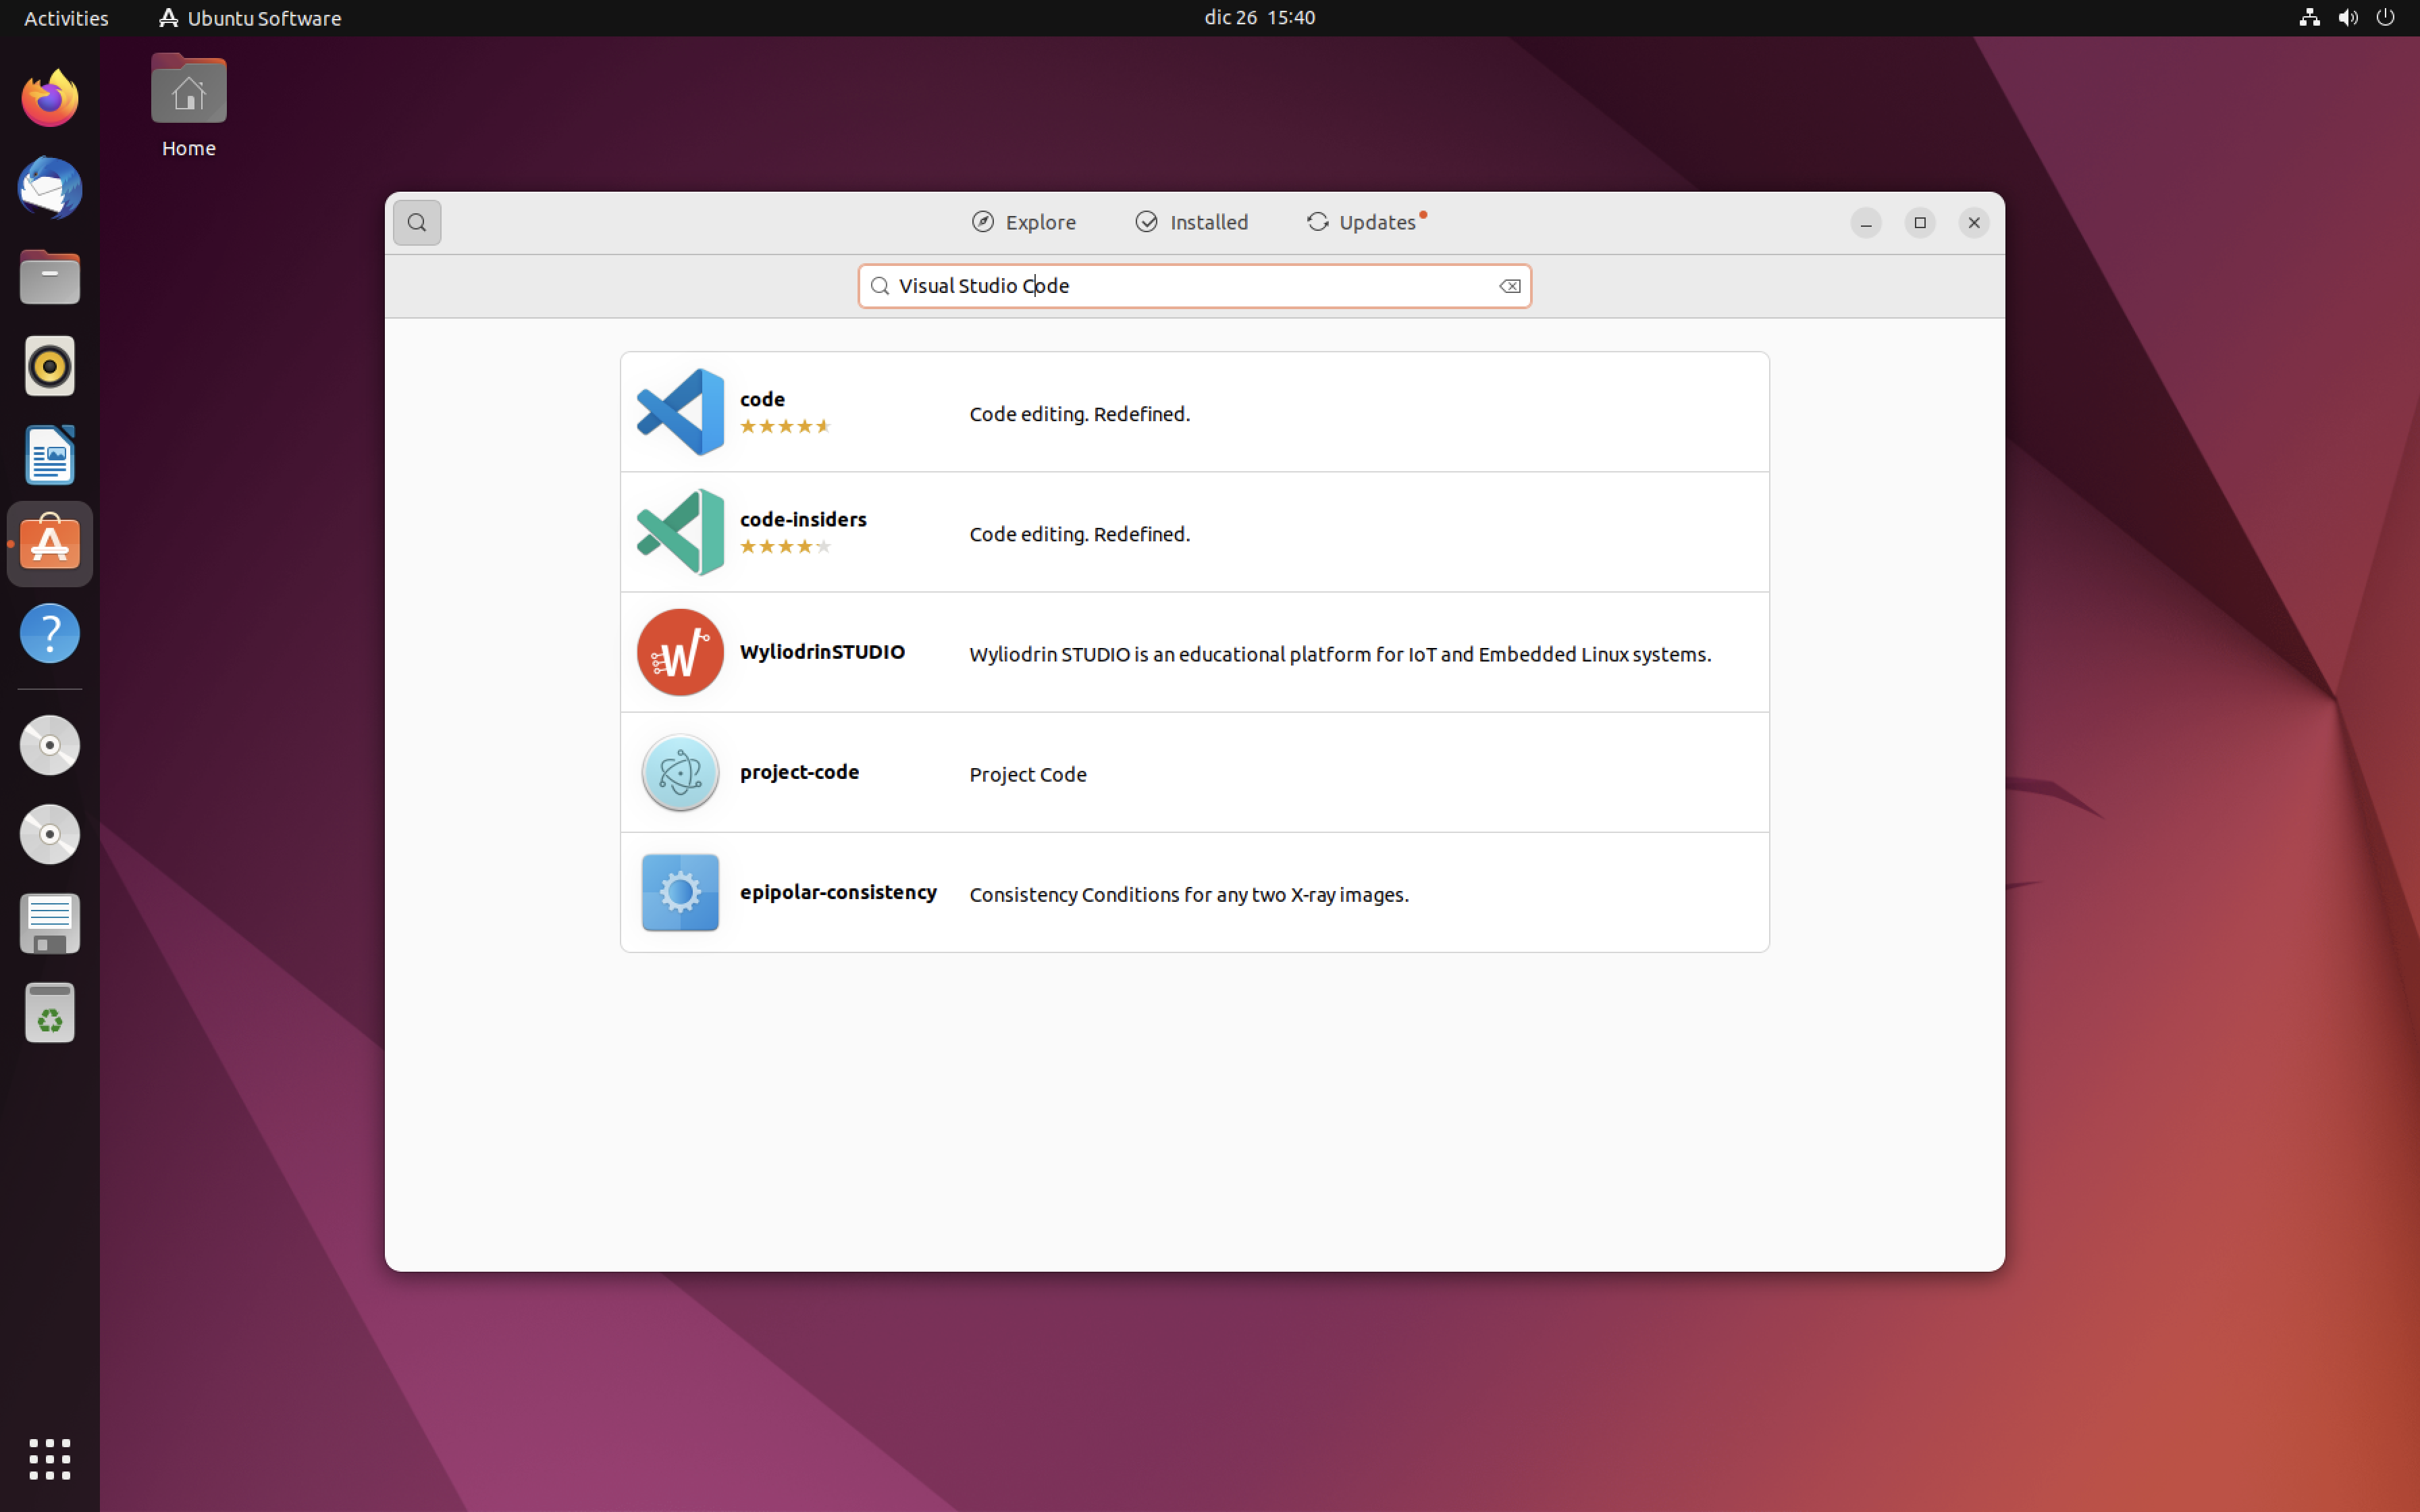 Activities
Ubuntu Software
dic 26 15:40
Home
Explore
Installed
Updates
Visual Studio Code
code
Code editing. Redefined.
code-insiders
Code editing. Redefined.
W
WyliodrinSTUDIO
Wyliodrin STUDIO is an educational platform for IoT and Embedded Linux systems.
project-code
Project Code
epipolar-consistency
Consistency Conditions for any two X-ray images.